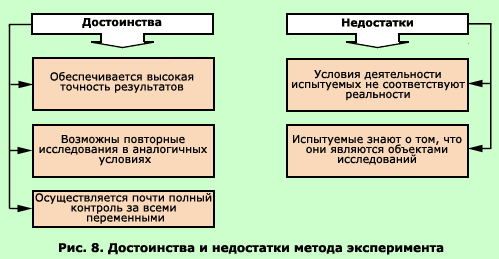 Достоинства
Обеспечивается высокая
точность результатов
Возможны повторные
исследования в аналогичных
условиях
Осуществляется почти полный
контроль за всеми
переменными
Недостатки
Условия деятельности
испытуемых не соответствуют
реальности
Испытуемые знают о том, что
они являются объектами
исследований
Рис. 8. Достоинства и недостатки метода эксперимента